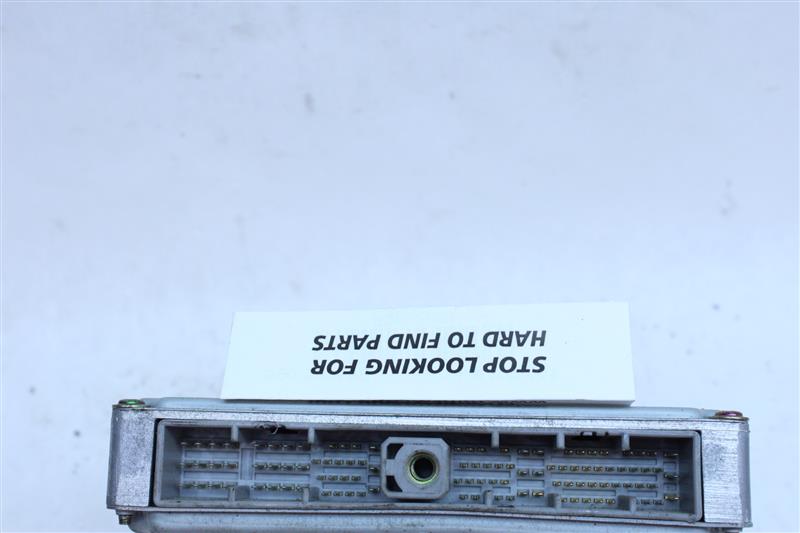 STOP LOOKING FOR
HARD TO FIND PARTS